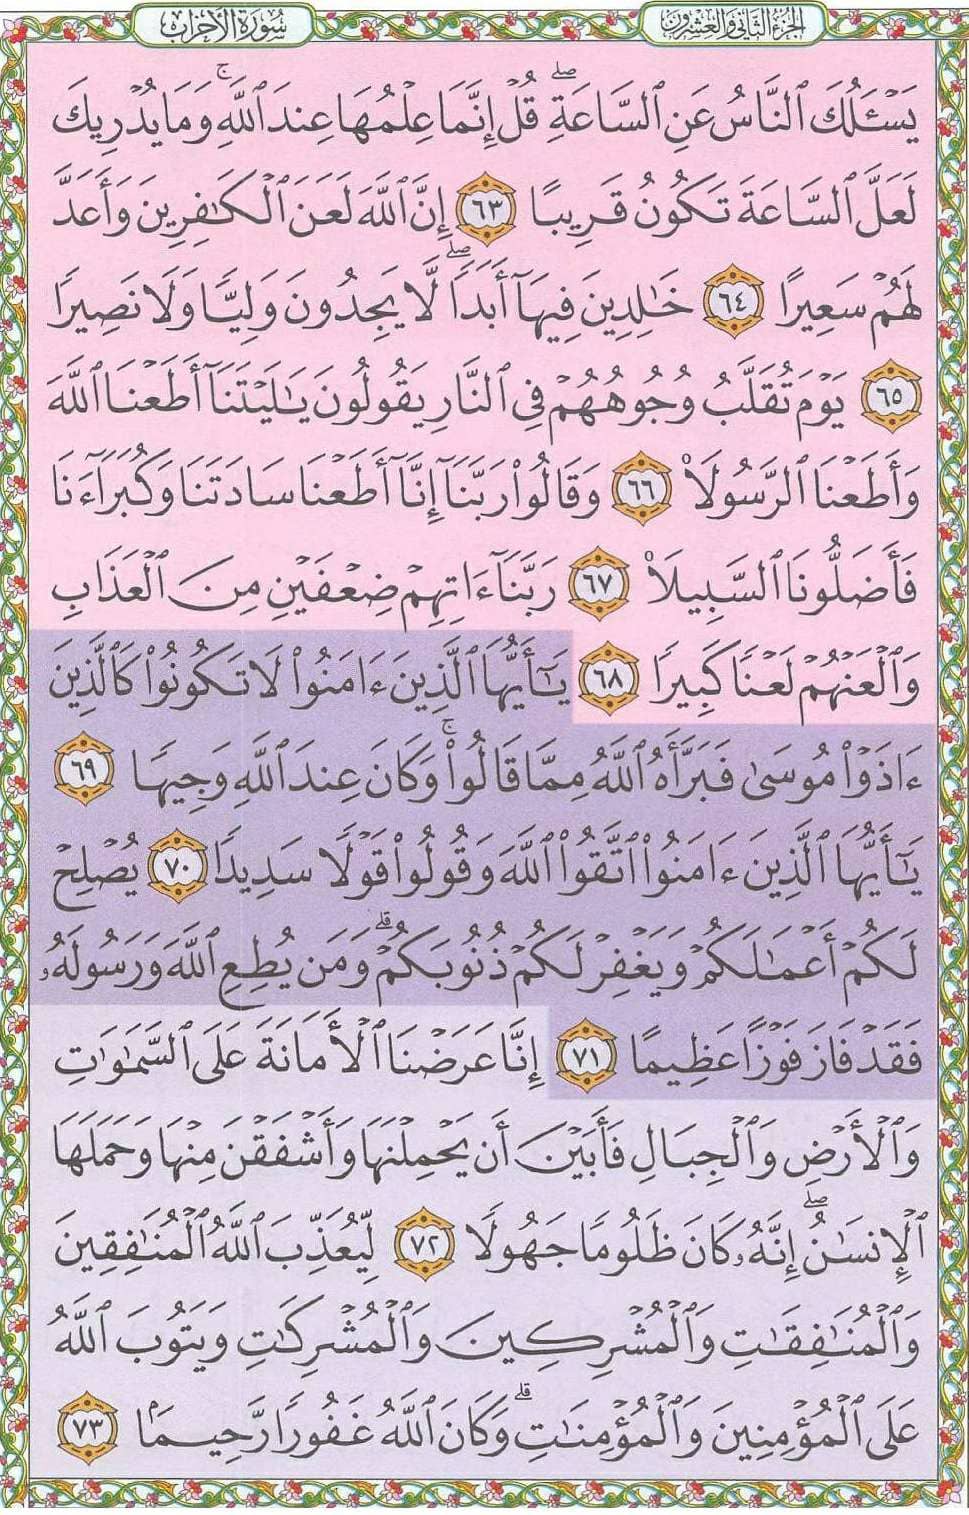 الجزء الثاني والعشرون
سورة الأحزاب
يَسْـَٔلُكَ ٱلنَّاسُ عَنِ ٱلسَّاعَةِۖ قُلْ إِنَّمَا عِلْمُهَا عِندَ ٱللَّهِۚ وَمَا يُدْرِيكَ
لَعَلَّ ٱلسَّاعَةَ تَكُونُ قَرِيبًا ٦٣ إِنَّ ٱللَّهَ لَعَنَ ٱلْكَٰفِرِينَ وَأَعَدَّ
لَهُمْ سَعِيرًا ٦٤ خَٰلِدِينَ فِيهَآ أَبَدًاۖ لَّا يَجِدُونَ وَلِيًّا وَلَا نَصِيرًا
٦٥ يَوْمَ تُقَلَّبُ وُجُوهُهُمْ فِى ٱلنَّارِ يَقُولُونَ يَٰلَيْتَنَآ أَطَعْنَا ٱللَّهَ
وَأَطَعْنَا ٱلرَّسُولَا۠ ٦٦ وَقَالُوا۟ رَبَّنَآ إِنَّآ أَطَعْنَا سَادَتَنَا وَكُبَرَآءَنَا
فَأَضَلُّونَا ٱلسَّبِيلَا۠ ٦٧ رَبَّنَآ ءَاتِهِمْ ضِعْفَيْنِ مِنَ ٱلْعَذَابِ
وَٱلْعَنْهُمْ لَعْنًا كَبِيرًا ٦٨ يَٰٓأَيُّهَا ٱلَّذِينَ ءَامَنُوا۟ لَا تَكُونُوا۟ كَٱلَّذِينَ
ءَاذَوْا۟ مُوسَىٰ فَبَرَّأَهُ ٱللَّهُ مِمَّا قَالُوا۟ۚ وَكَانَ عِندَ ٱللَّهِ وَجِيهًا ٦٩
يَٰٓأَيُّهَا ٱلَّذِينَ ءَامَنُوا۟ ٱتَّقُوا۟ ٱللَّهَ وَقُولُوا۟ قَوْلًا سَدِيدًا ٧٠ يُصْلِحْ
لَكُمْ أَعْمَٰلَكُمْ وَيَغْفِرْ لَكُمْ ذُنُوبَكُمْۗ وَمَن يُطِعِ ٱللَّهَ وَرَسُولَهُۥ
فَقَدْ فَازَ فَوْزًا عَظِيمًا ٧١ إِنَّا عَرَضْنَا ٱلْأَمَانَةَ عَلَى ٱلسَّمَٰوَٰتِ
وَٱلْأَرْضِ وَٱلْجِبَالِ فَأَبَيْنَ أَن يَحْمِلْنَهَا وَأَشْفَقْنَ مِنْهَا وَحَمَلَهَا
ٱلْإِنسَٰنُۖ إِنَّهُۥ كَانَ ظَلُومًا جَهُولًا ٧٢ لِّيُعَذِّبَ ٱللَّهُ ٱلْمُنَٰفِقِينَ
وَٱلْمُنَٰفِقَٰتِ وَٱلْمُشْرِكِينَ وَٱلْمُشْرِكَٰتِ وَيَتُوبَ ٱللَّهُ
عَلَى ٱلْمُؤْمِنِينَ وَٱلْمُؤْمِنَٰتِۗ وَكَانَ ٱللَّهُ غَفُورًا رَّحِيمًۢا ٧٣